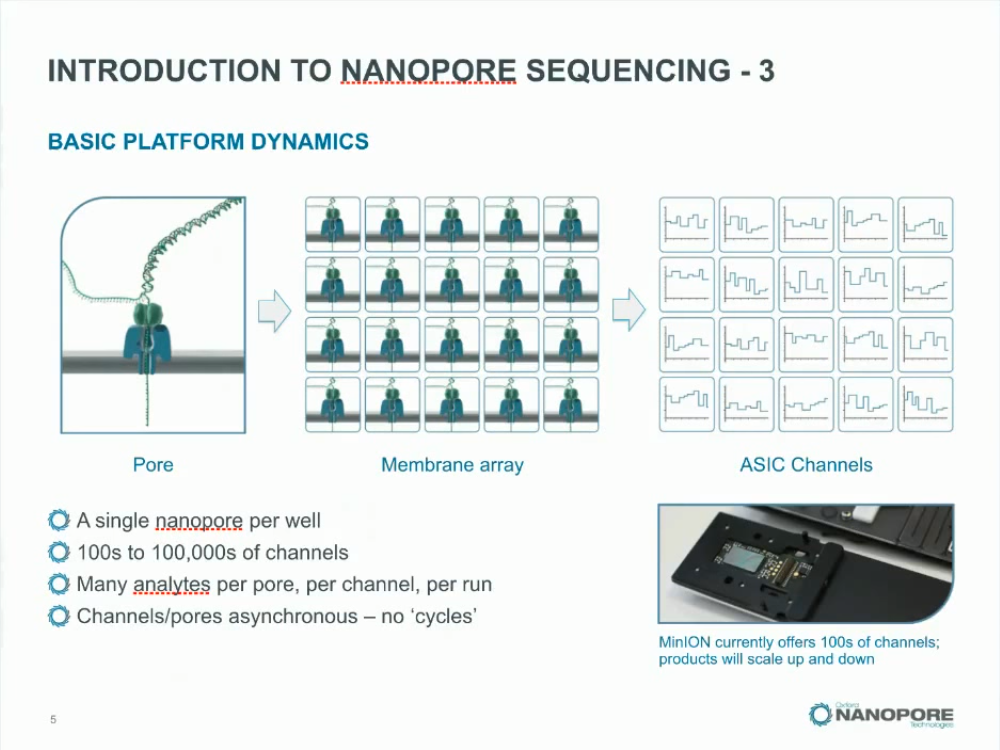 INTRODUCTION TO NANOPORE SEQUENCING - 3
BASIC PLATFORM DYNAMICS
Pore
Membrane array
ASIC Channels
A single nanopore per well
100s to 100,000s of channels
Many analytes per pore, per channel, per run
Channels/pores asynchronous – no ‘cycles’
MinION currently offers 100s of channels;
products will scale up and down
5
Oxford
NANOPORE
Technologies